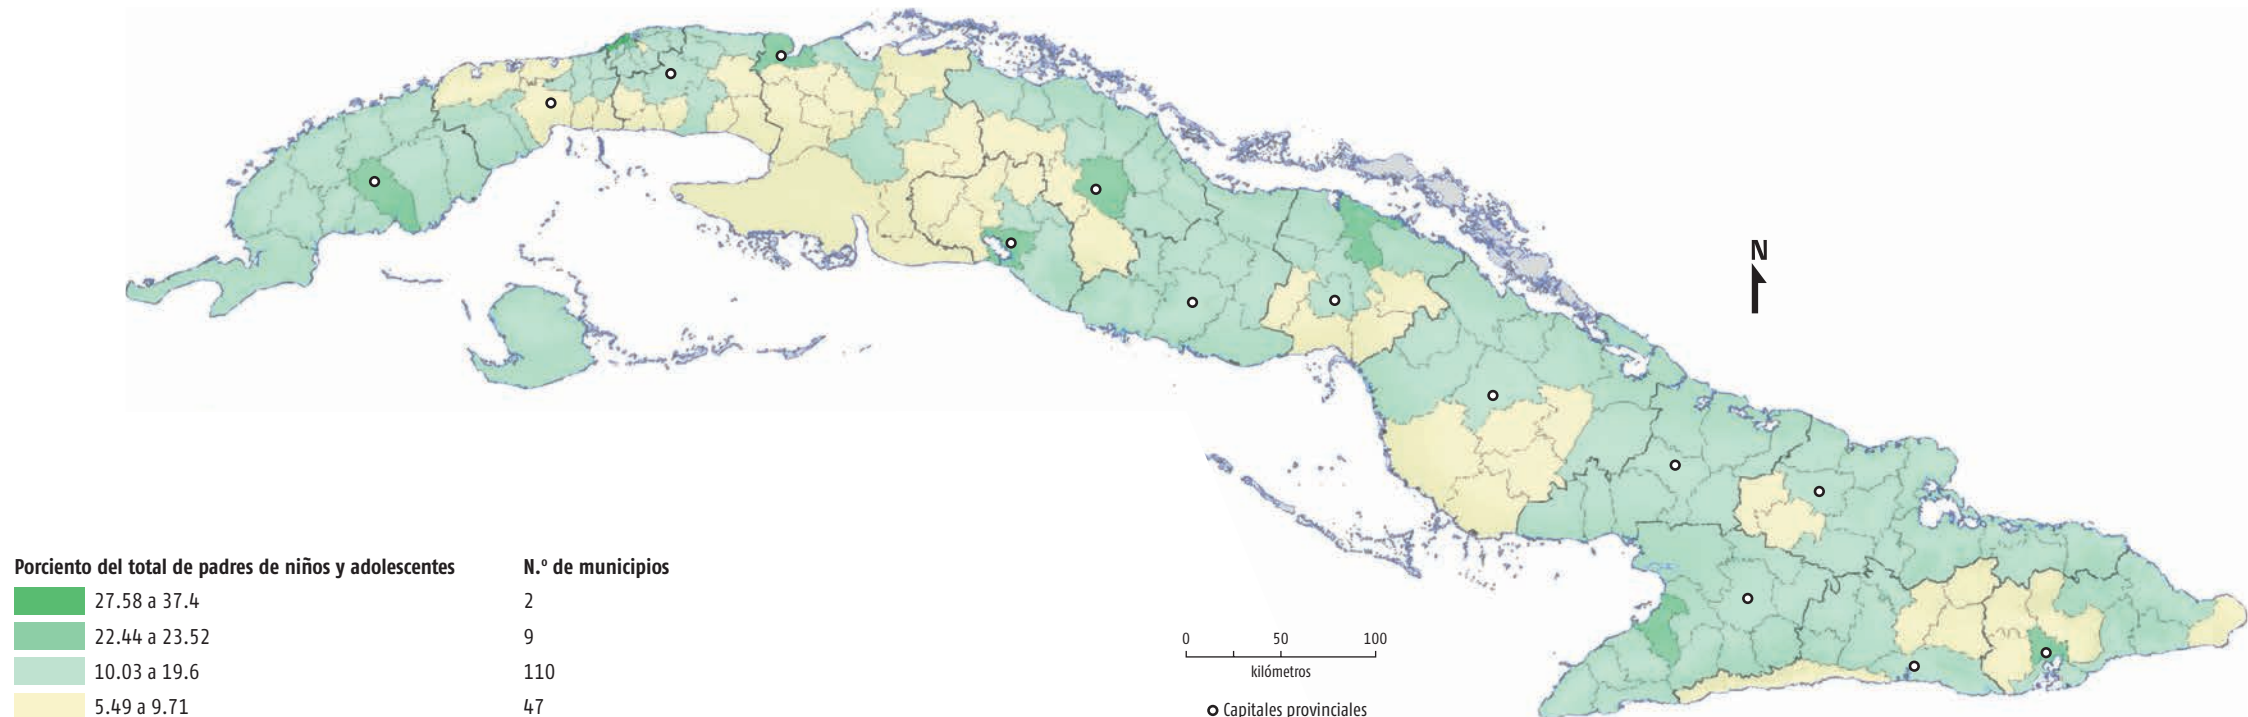 N
Porciento del total de padres de niños y adolescentes N.º de municipios
27.58 a 37.4 2
22.44 a 23.52 9
10.03 a 19.6 110
5.49 a 9.71 47
0 50 100
kilómetros
Capitales provinciales